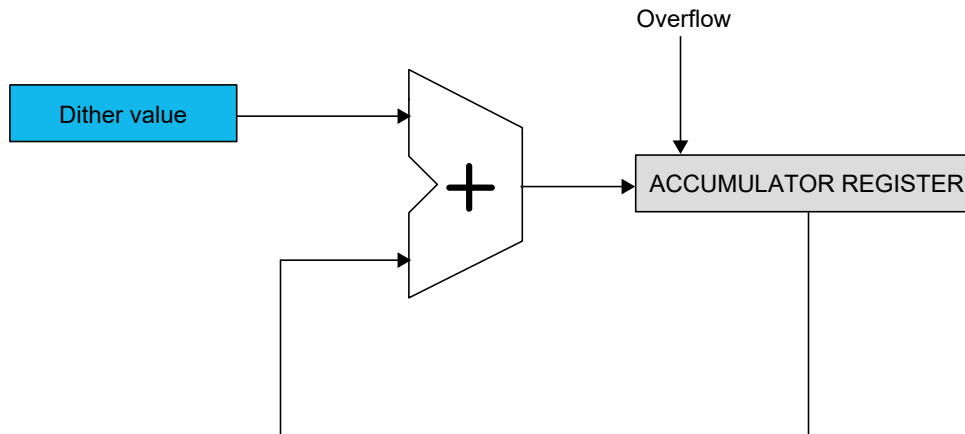 Overflow
Dither value
ACCUMULATOR REGISTER
+